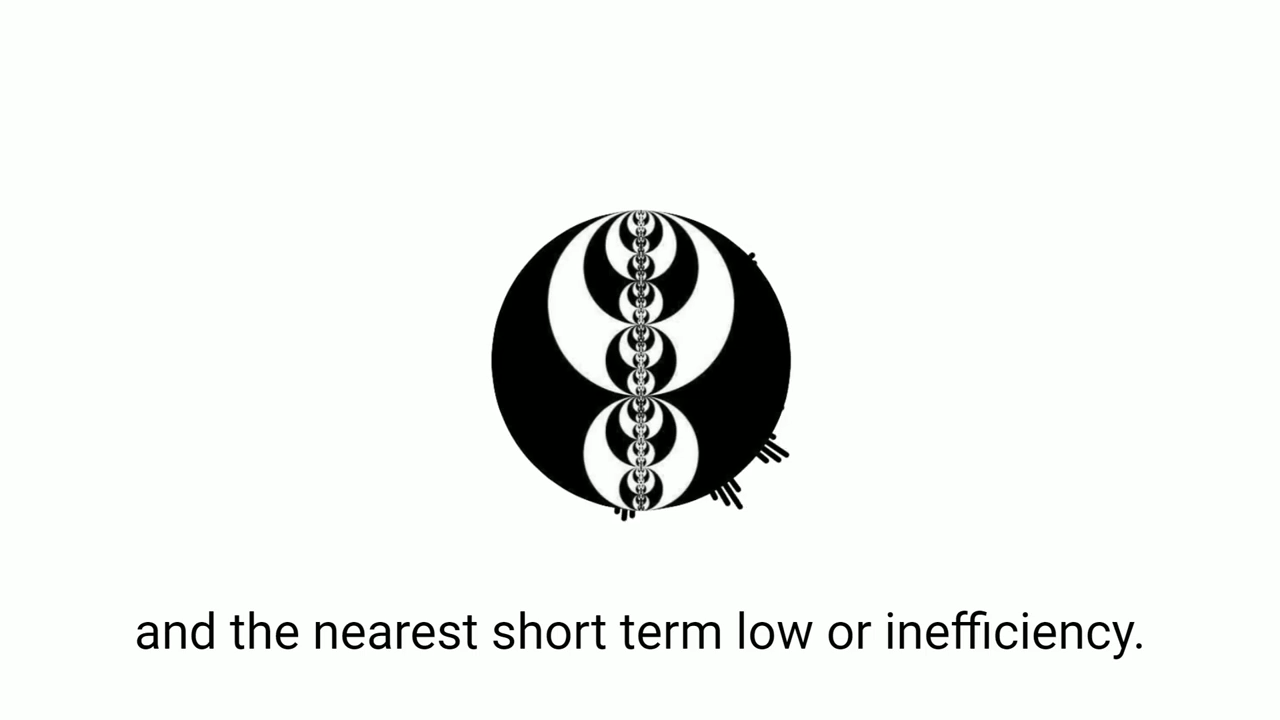 and the nearest short term low or inefficiency.